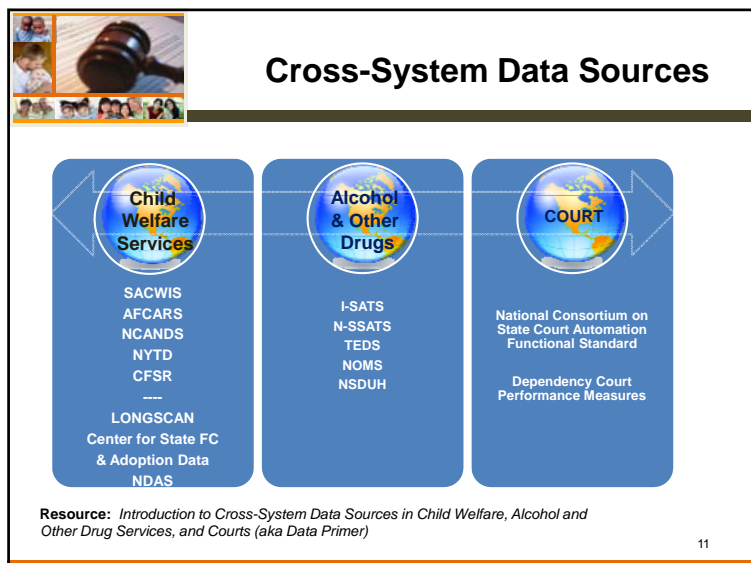 Cross-System Data Sources
Child
Welfare
Services
SACWIS
AFCARS
NCANDS
NYTD
CFSR
----
LONGSCAN
Center for State FC
& Adoption Data
NDAS
Alcohol
& Other
Drugs
I-SATS
N-SSATS
TEDS
NOMS
NSDUH
COURT
National Consortium on
State Court Automation
Functional Standard
Dependency Court
Performance Measures
Resource: Introduction to Cross-System Data Sources in Child Welfare, Alcohol and
Other Drug Services, and Courts (aka Data Primer)
11